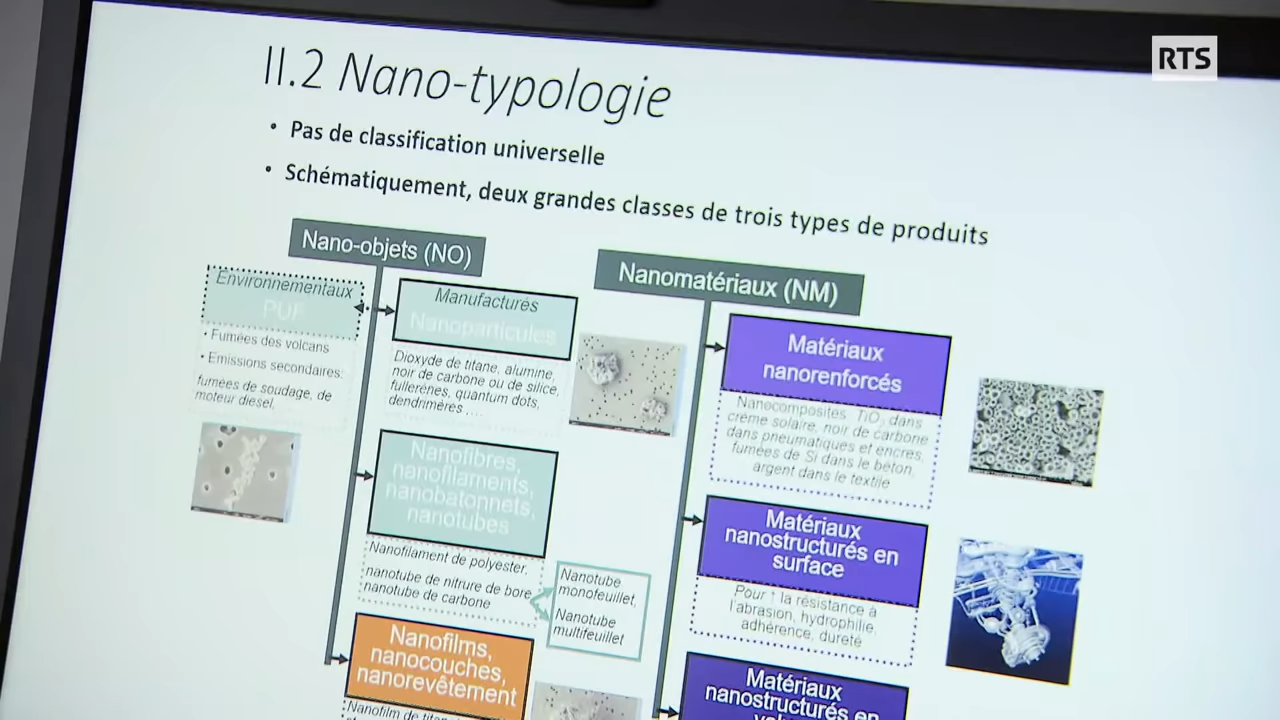 RTS
II.2 Nano-typologie
• Pas de classification universelle
• Schématiquement, deux grandes classes de trois types de produits
Nano-objets (NO)
Environnementaux
PUF
• Fumées des volcans
• Emissions secondaires:
fumées de soudage, de
moteur diesel,
Manufacturés
Nanoparticules
Dioxyde de titane, alumine,
noir de carbone ou de silice,
fullerènes, quantum dots,
dendrimères ....
Nanofibres,
nanofilaments,
nanobatonnets,
nanotubes
Nanofilament de polyester,
nanotube de nitrure de bore,
nanotube de carbone
Nanotube
monofeuillet,
Nanotube
multifeuillet
Nanofilms,
nanocouches,
nanorevêtement
Nanofilm de
Nanomatériaux (NM)
Matériaux
nanorenforcés
Nanocomposites, TiO2 dans
crème solaire, noir de carbone
dans pneumatiques et encres,
fumées de Si dans le béton,
argent dans le textile
Matériaux
nanostructurés en
surface
Pour ↑ la résistance à
l'abrasion, hydrophilie,
adhérence, dureté
Matériaux
nanostructurés en